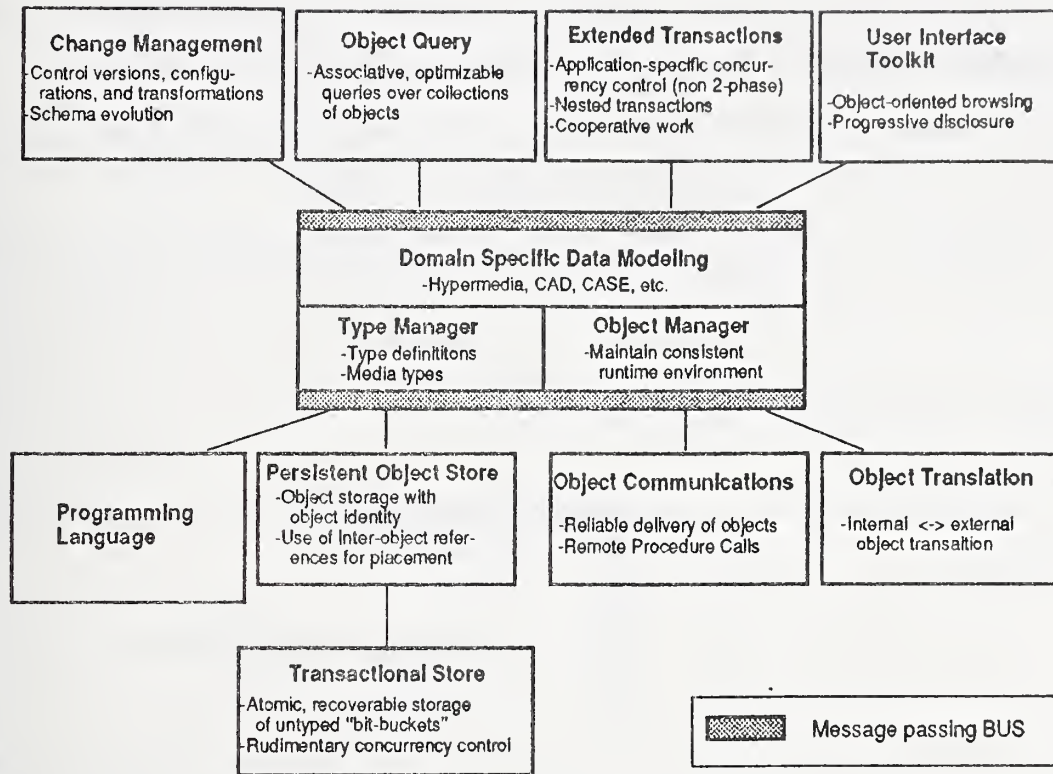 Change Management
-Control versions, configu-
rations, and transformations
-Schema evolution
Object Query
-Associative, optimizable
queries over collections
of objects
Extended Transactions
-Application-specific concur-
rency control (non 2-phase)
-Nested transactions
-Cooperative work
User Interface
Toolkit
-Object-oriented browsing
-Progressive disclosure
Domain Specific Data Modeling
-Hypermedia, CAD, CASE, etc.
Type Manager
-Type definititons
-Media types
Object Manager
-Maintain consistent
runtime environment
Programming
Language
Persistent Object Store
-Object storage with
object identity
-Use of Inter-object refer-
ences for placement
Object Communications
-Reliable delivery of objects
-Remote Procedure Calls
Object Translation
-Internal <-> external
object transaltion
Transactional Store
-Atomic, recoverable storage
of untyped "bit-buckets"
-Rudimentary concurrency control
Message passing BUS